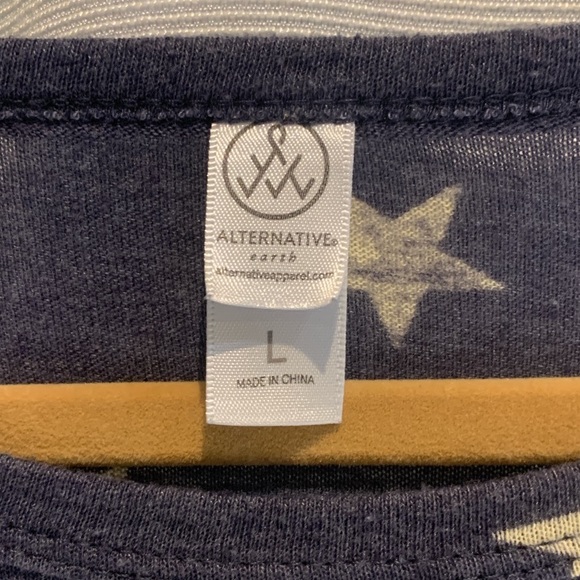 ALTERNATIVE®
earth
alternativeapparel.com
L
MADE IN CHINA